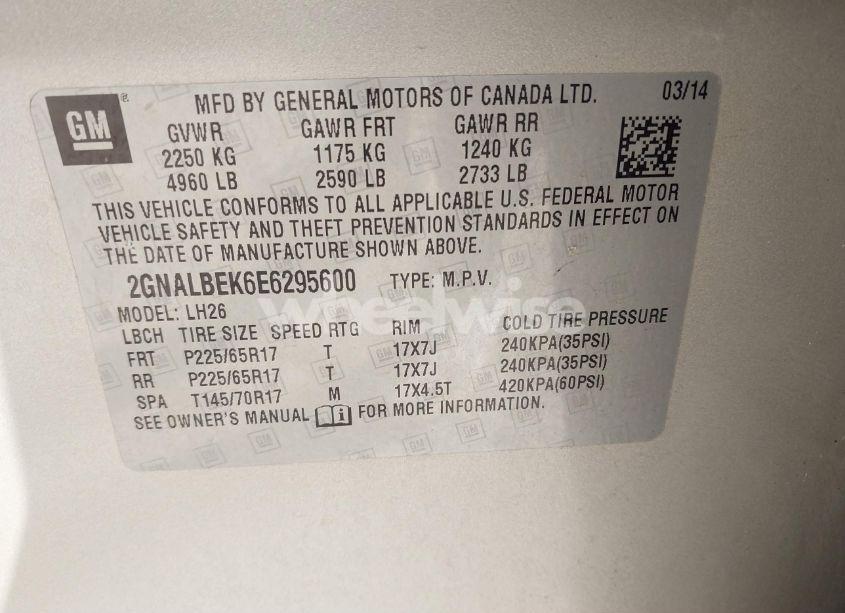 GM
MFD BY GENERAL MOTORS OF CANADA LTD. 03/14
GVWR GAWR FRT GAWR RR
2250 KG 1175 KG 1240 KG
4960 LB 2590 LB 2733 LB
THIS VEHICLE CONFORMS TO ALL APPLICABLE U.S. FEDERAL MOTOR
VEHICLE SAFETY AND THEFT PREVENTION STANDARDS IN EFFECT ON
THE DATE OF MANUFACTURE SHOWN ABOVE.
2GNALBEK6E6295600 TYPE: M.P.V.
wheelwise
MODEL: LH26
LBCH TIRE SIZE SPEED RTG RIM COLD TIRE PRESSURE
FRT P225/65R17 T 17X7J 240KPA(35PSI)
RR P225/65R17 T 17X7J 240KPA(35PSI)
SPA T145/70R17 M 17X4.5T 420KPA(60PSI)
SEE OWNER'S MANUAL i FOR MORE INFORMATION.